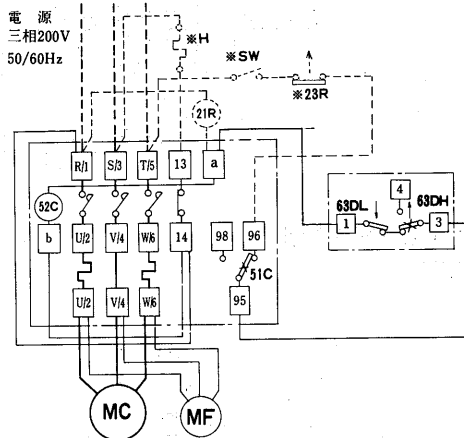 電源
三相200V
50/60Hz
※H
※SW
※23R
A
21R
R/1
S/3
T/5
13
a
52C
b
U/2
V/4
W/6
14
98
96
51C
95
U/2
V/4
W/6
63DL
4
63DH
1
3
MC
MF